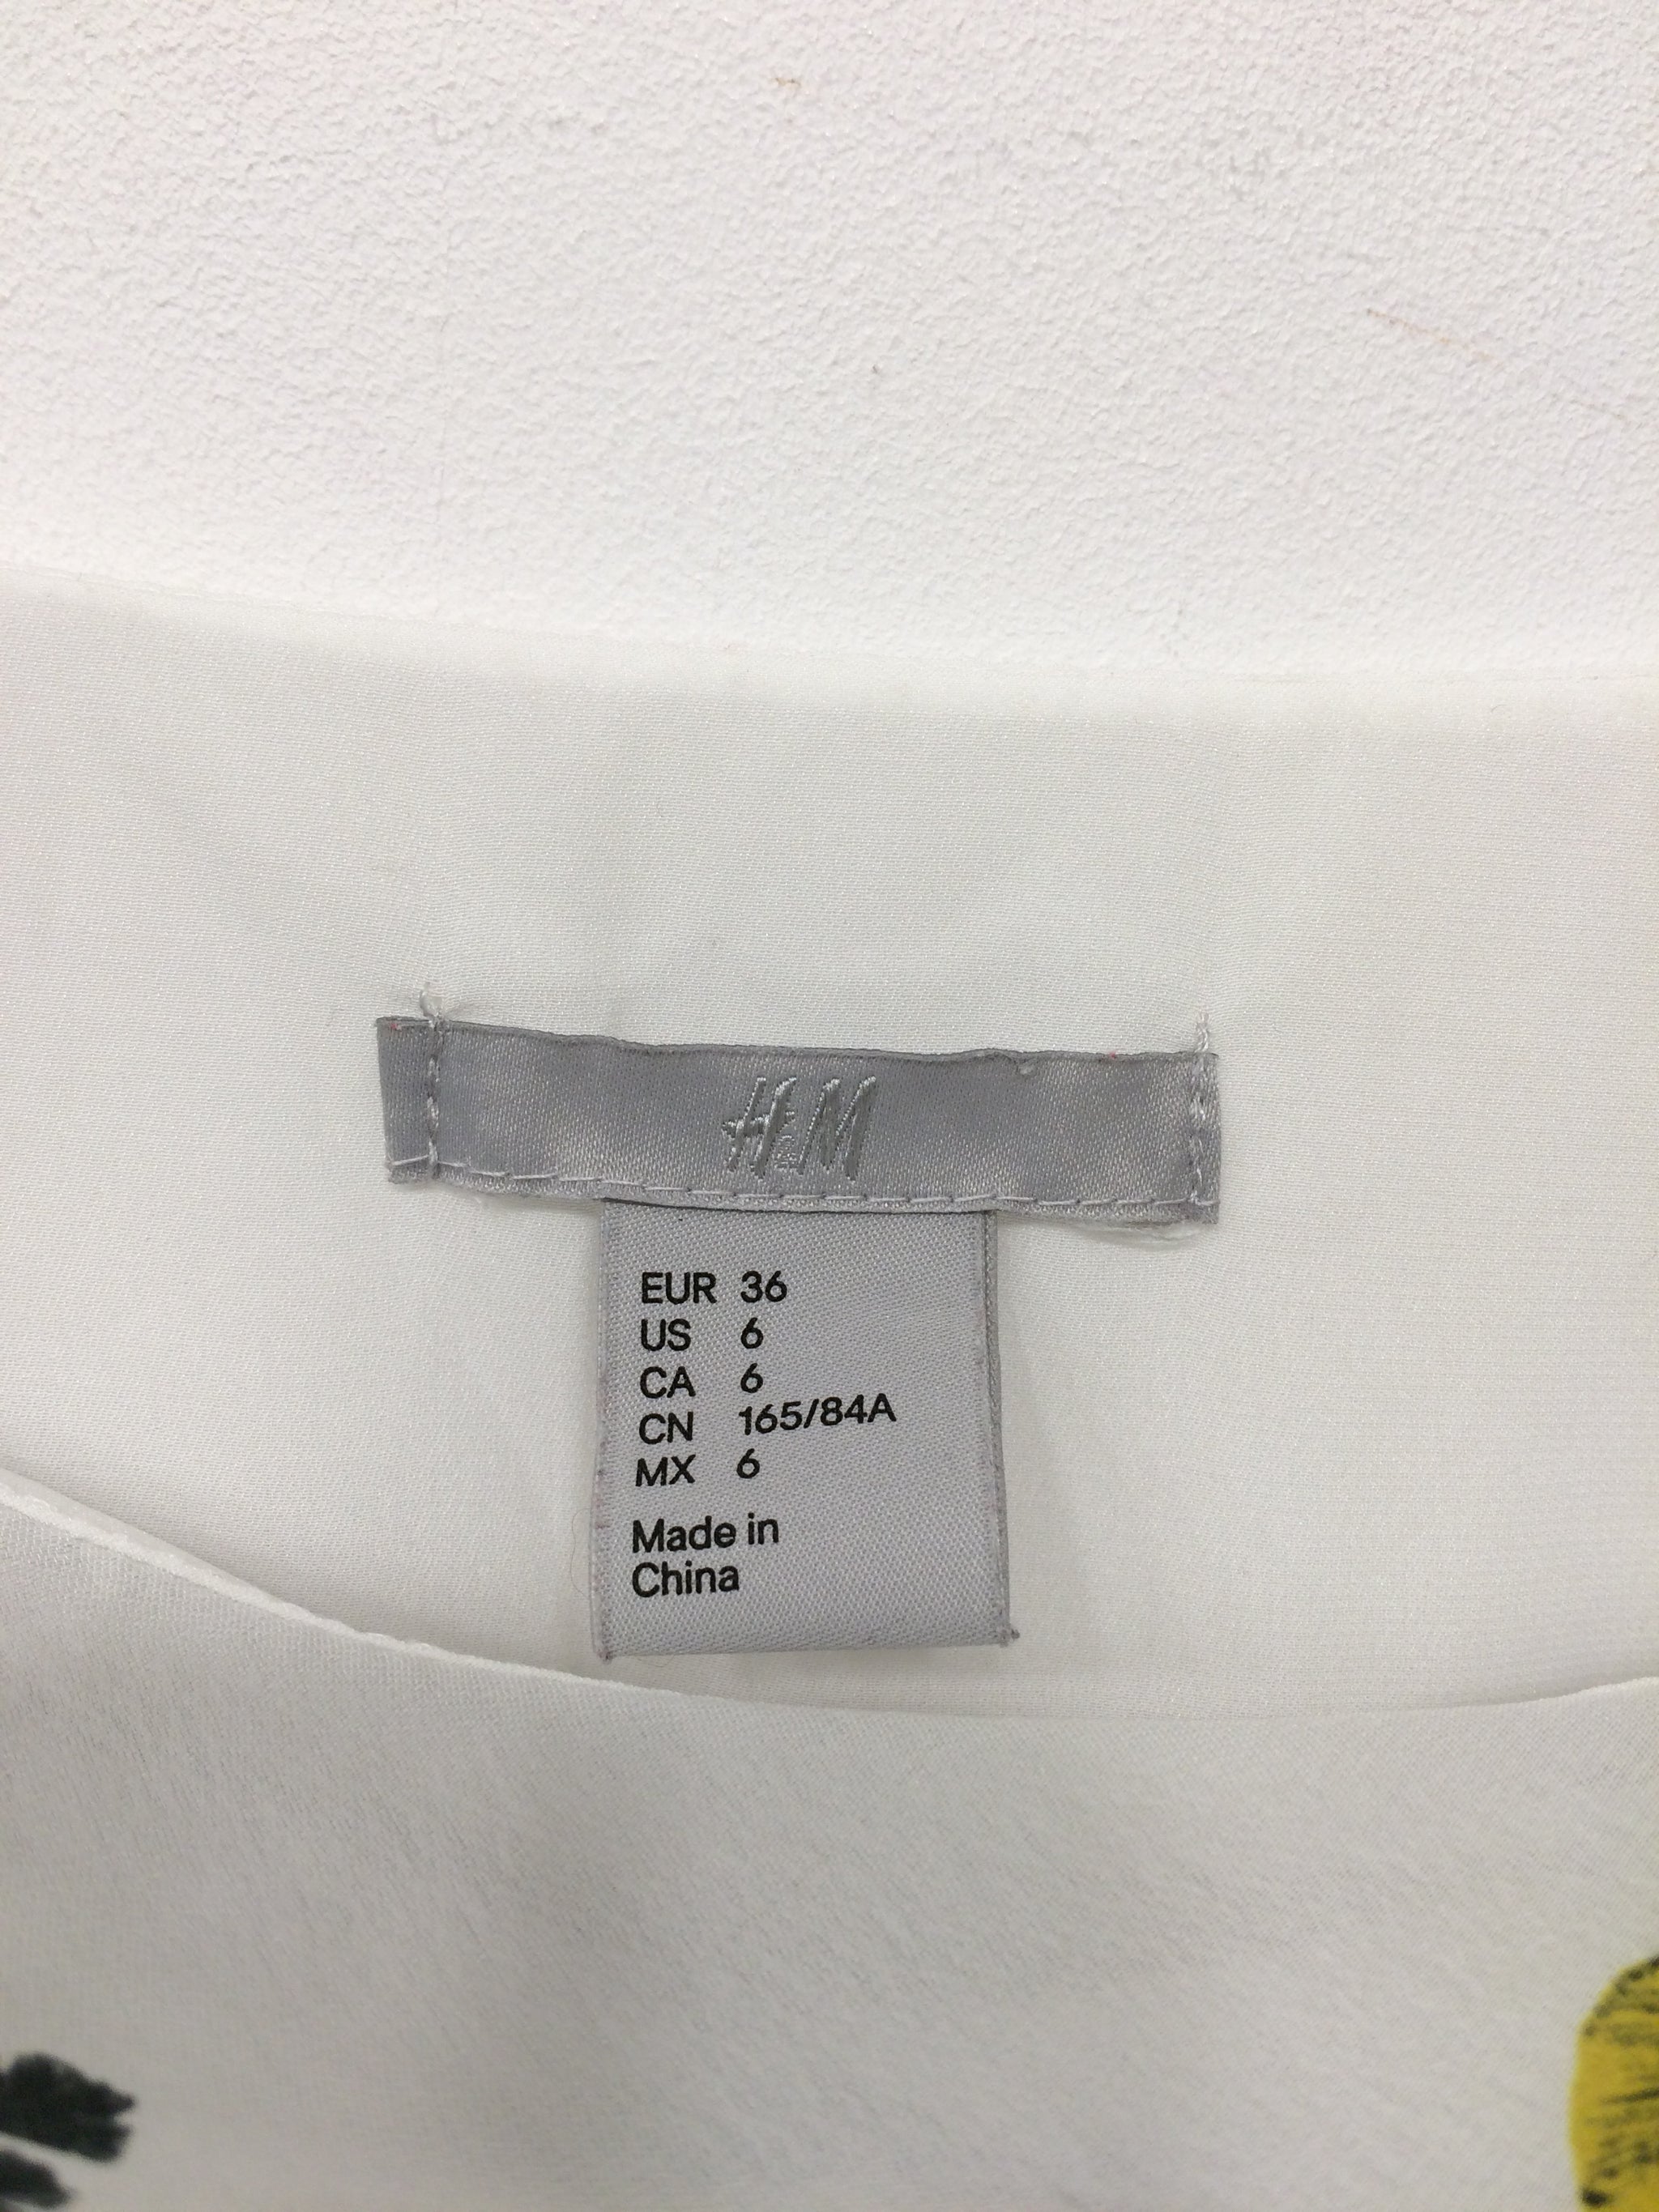 H&M
EUR 36
US 6
CA 6
CN 165/84A
MX 6
Made in
China